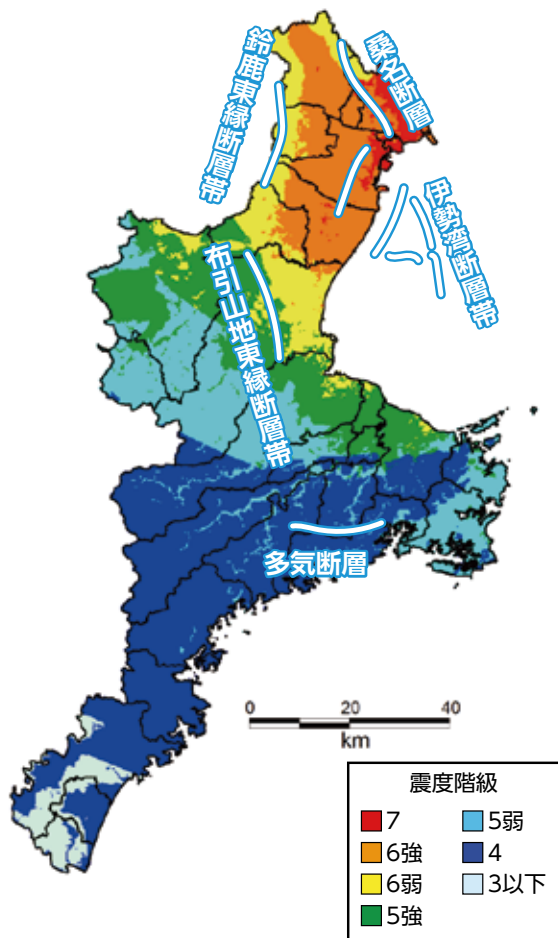 鈴鹿東縁断層帯
桑名断層
伊勢湾断層帯
布引山地東縁断層帯
多気断層
0 20 40
km
震度階級
7
6強
6弱
5強
5弱
4
3以下